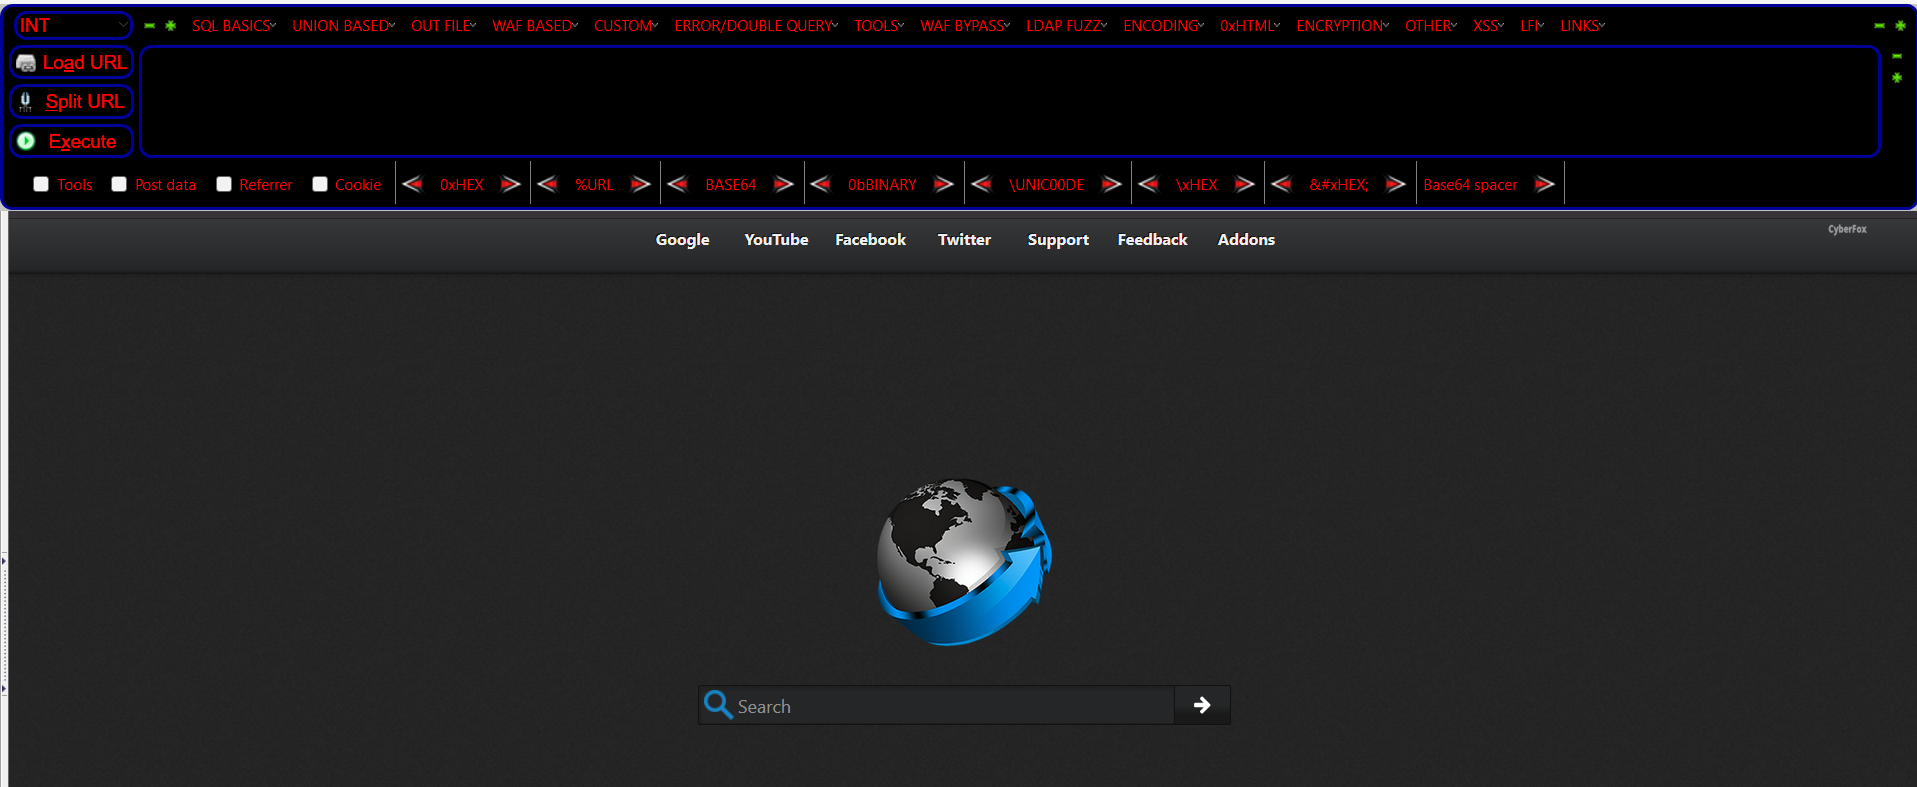 INT SQL BASICS UNION BASED OUT FILE WAF BASED CUSTOM ERROR/DOUBLE QUERY TOOLS WAF BYPASS LDAP FUZZ ENCODING 0xHTML ENCRYPTION OTHER XSS LFI LINKS
Load URL
Split URL
Execute
Tools Post data Referrer Cookie 0xHEX %URL BASE64 0bBINARY \UNIC00DE \xHEX &#xHEX; Base64 spacer
Google YouTube Facebook Twitter Support Feedback Addons CyberFox
Search